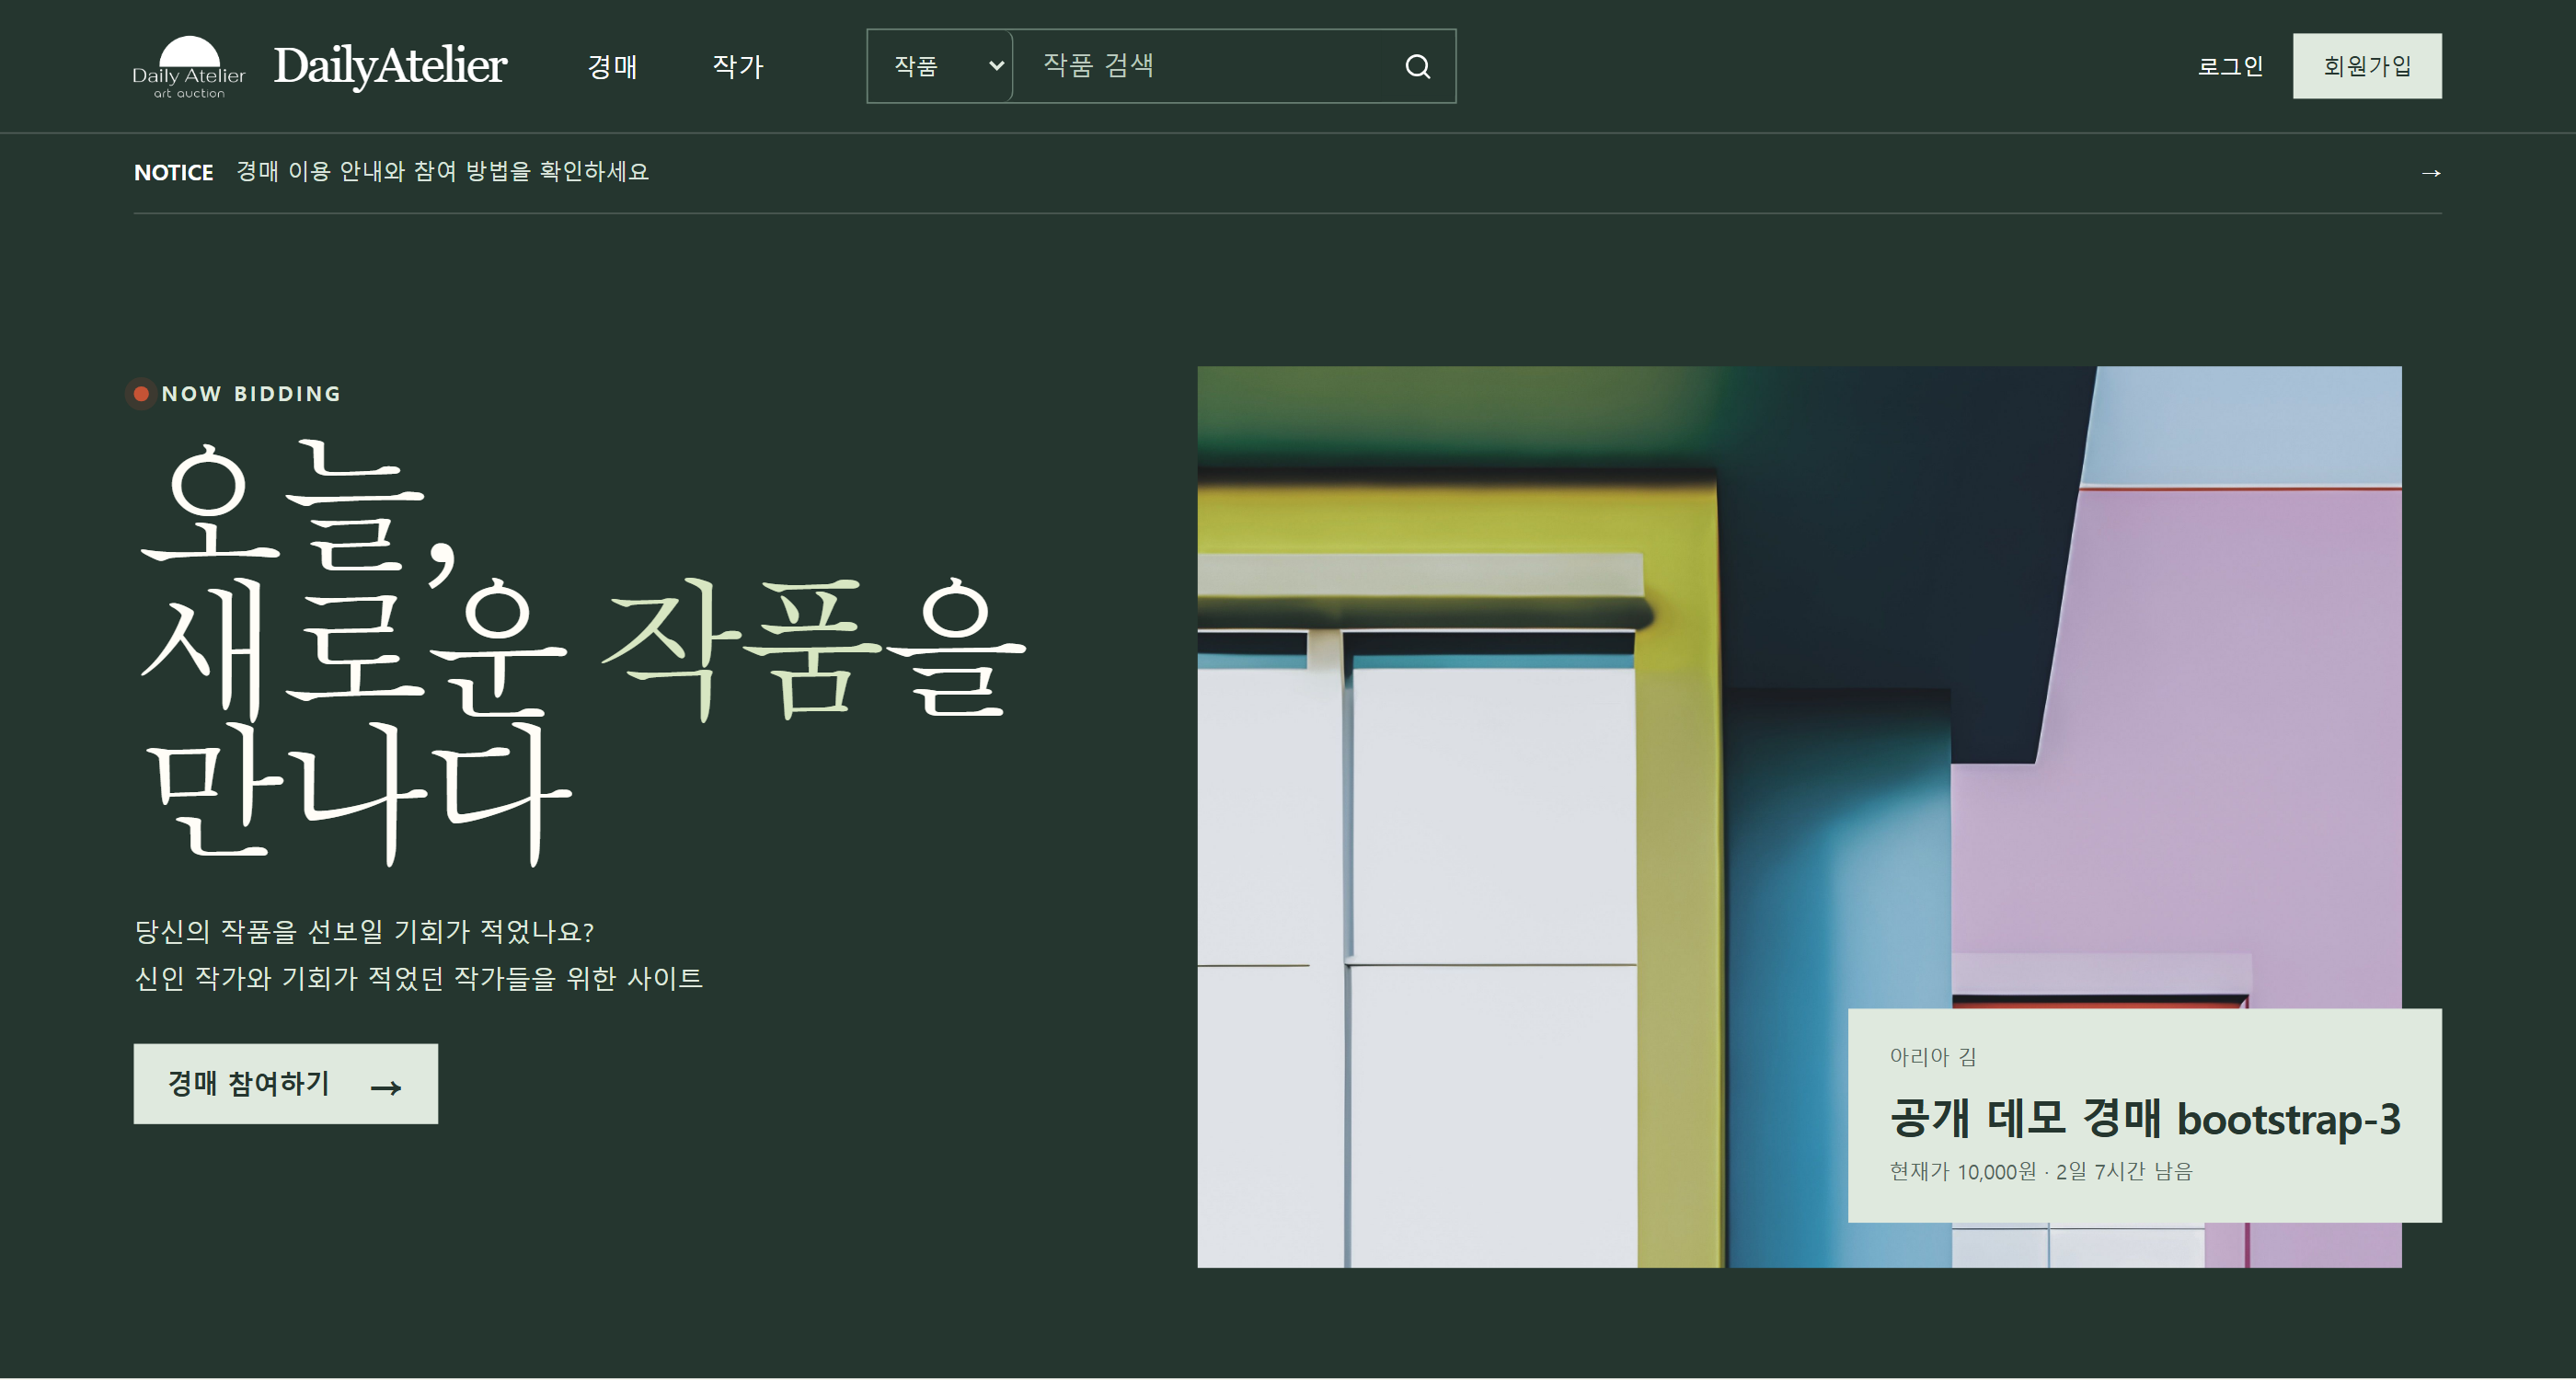 Daily Atelier
art auction
DailyAtelier
경매
작가
작품
작품 검색
로그인
회원가입
NOTICE 경매 이용 안내와 참여 방법을 확인하세요 →
NOW BIDDING
오늘,
새로운 작품을
만나다
당신의 작품을 선보일 기회가 적었나요?
신인 작가와 기회가 적었던 작가들을 위한 사이트
경매 참여하기 →
아리아 김
공개 데모 경매 bootstrap-3
현재가 10,000원 · 2일 7시간 남음